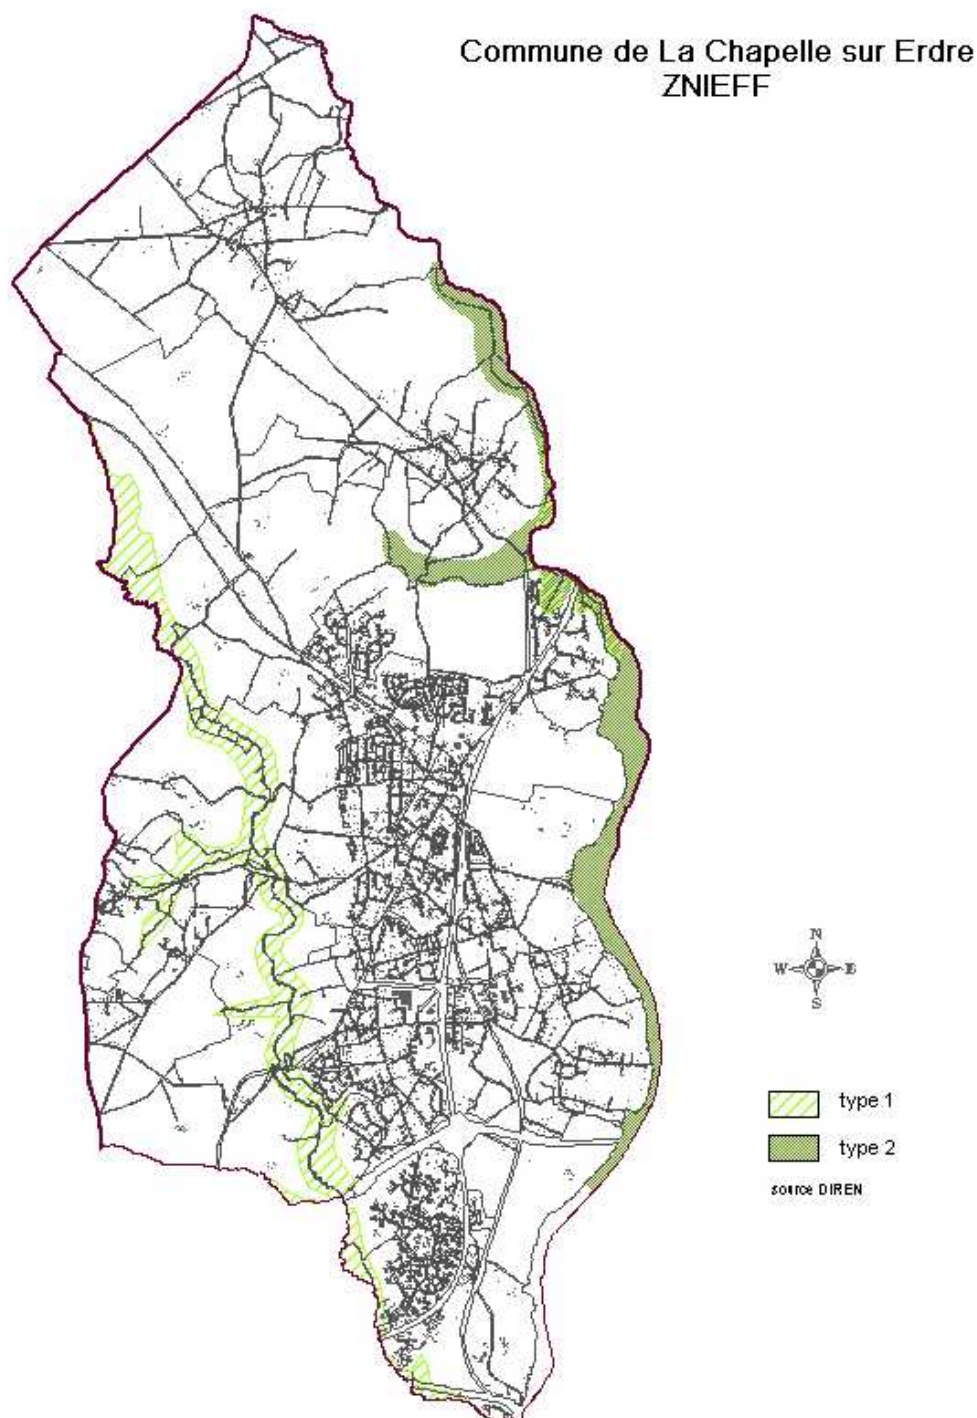 Commune de La Chapelle sur Erdre
ZNIEFF
N
W E
S
type 1
type 2
source DIREN